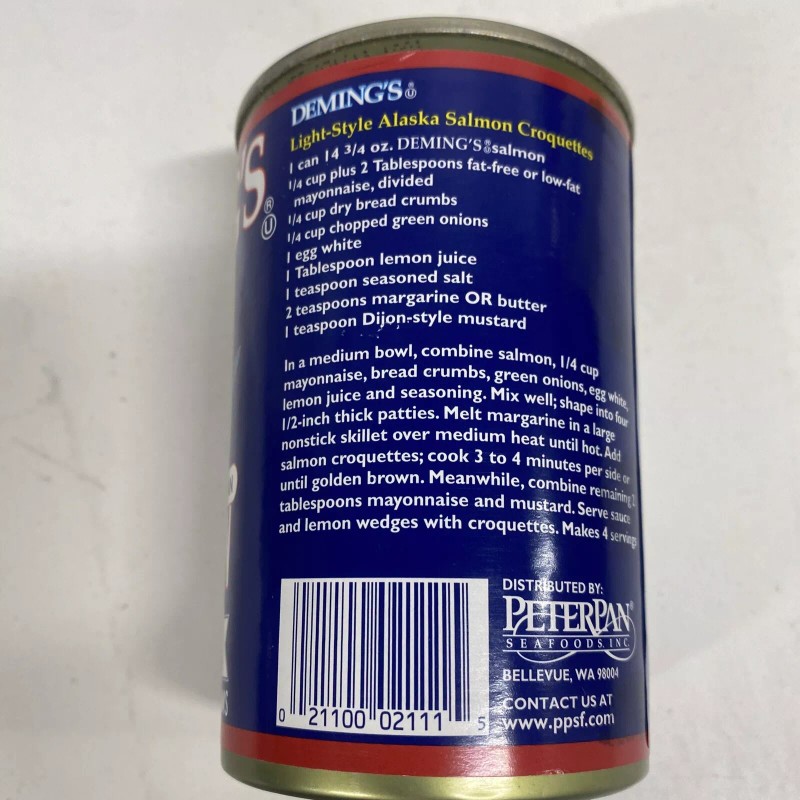 DEMING'S ®Ⓤ
Light-Style Alaska Salmon Croquettes
1 can 14 3/4 oz. DEMING'S®Ⓤ salmon
1/4 cup plus 2 Tablespoons fat-free or low-fat
mayonnaise, divided
1/4 cup dry bread crumbs
1/4 cup chopped green onions
1 egg white
1 Tablespoon lemon juice
1 teaspoon seasoned salt
2 teaspoons margarine OR butter
1 teaspoon Dijon-style mustard
In a medium bowl, combine salmon, 1/4 cup
mayonnaise, bread crumbs, green onions, egg white,
lemon juice and seasoning. Mix well; shape into four
1/2-inch thick patties. Melt margarine in a large
nonstick skillet over medium heat until hot. Add
salmon croquettes; cook 3 to 4 minutes per side or
until golden brown. Meanwhile, combine remaining 2
tablespoons mayonnaise and mustard. Serve sauce
and lemon wedges with croquettes. Makes 4 servings
'S ®
Ⓤ
K
S
0 21100 02111 5
DISTRIBUTED BY:
PETERPAN®
SEAFOODS, INC.
BELLEVUE, WA 98004
CONTACT US AT
www.ppsf.com